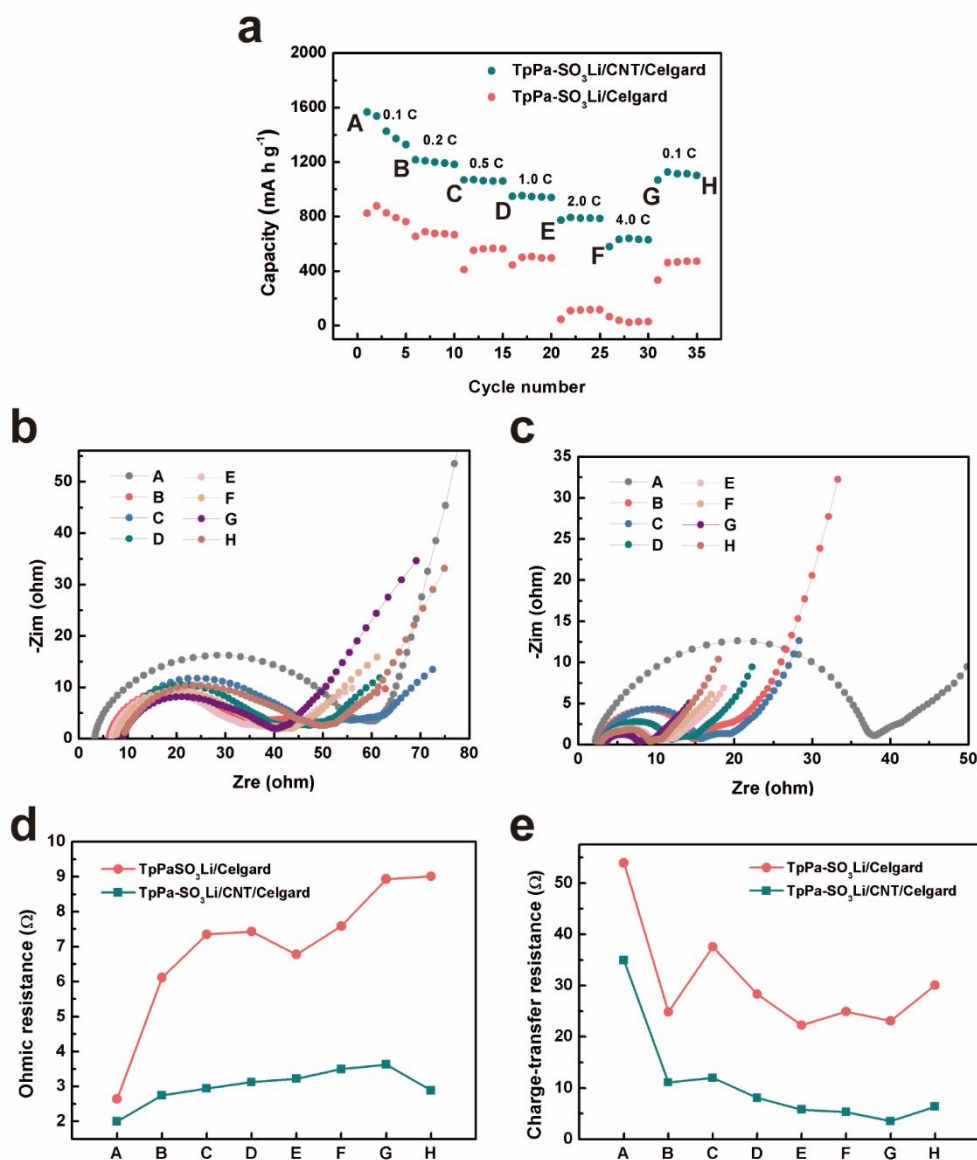 a
2000
1600
1200
800
400
0
Capacity (mA h g⁻¹)
TpPa-SO₃Li/CNT/Celgard
TpPa-SO₃Li/Celgard
A
0.1 C
B
0.2 C
C
0.5 C
D
1.0 C
E
2.0 C
F
4.0 C
G
0.1 C
H
0 5 10 15 20 25 30 35
Cycle number
b
50
40
30
20
10
0
-Zim (ohm)
A E
B F
C G
D H
0 10 20 30 40 50 60 70 80
Zre (ohm)
c
35
30
25
20
15
10
5
0
-Zim (ohm)
A E
B F
C G
D H
0 10 20 30 40 50
Zre (ohm)
d
10
9
8
7
6
5
4
3
2
Ohmic resistance (Ω)
TpPaSO₃Li/Celgard
TpPa-SO₃Li/CNT/Celgard
A B C D E F G H
e
50
40
30
20
10
0
Charge-transfer resistance (Ω)
TpPa-SO₃Li/Celgard
TpPa-SO₃Li/CNT/Celgard
A B C D E F G H